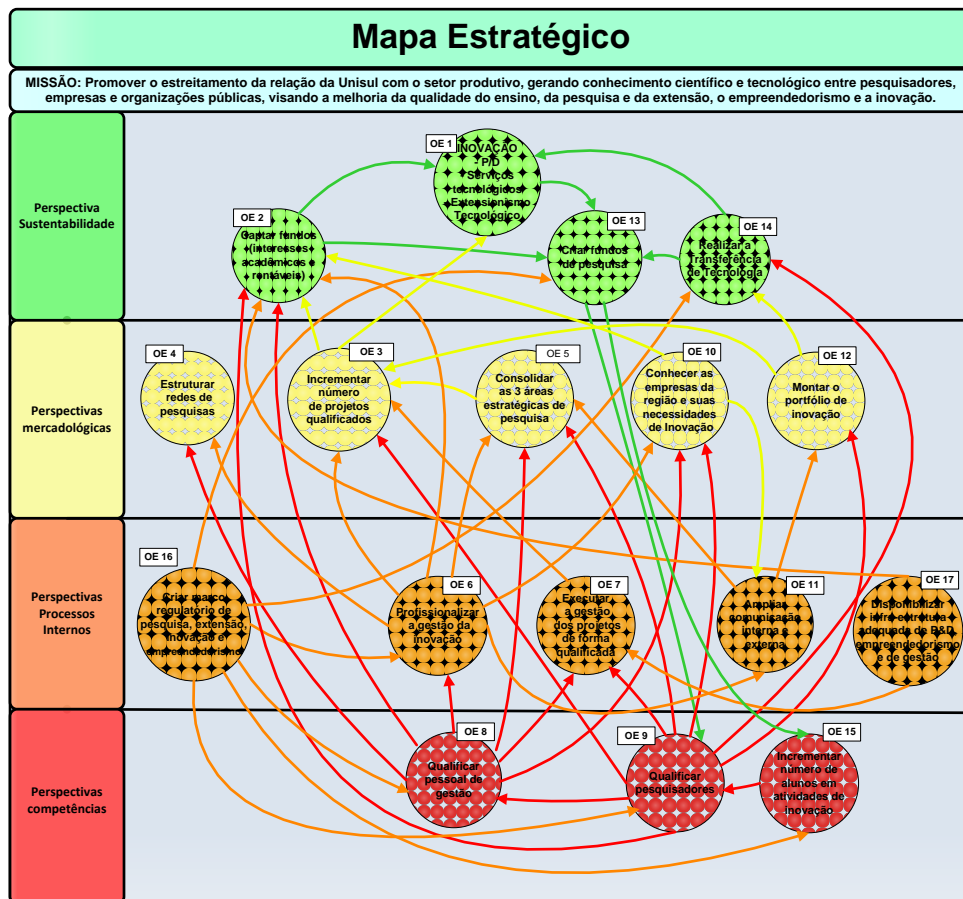 Mapa Estratégico
MISSÃO: Promover o estreitamento da relação da Unisul com o setor produtivo, gerando conhecimento científico e tecnológico entre pesquisadores,
empresas e organizações públicas, visando a melhoria da qualidade do ensino, da pesquisa e da extensão, o empreendedorismo e a inovação.
Perspectiva
Sustentabilidade
OE 1
INOVAÇÃO
- P/D
- Serviços
tecnológicos/
Extensionismo
Tecnológico
OE 2
Captar fundos
(interesses
acadêmicos e
rentáveis)
OE 13
Criar fundos
de pesquisa
OE 14
Realizar a
Transferência
de Tecnologia
Perspectivas
mercadológicas
OE 4
Estruturar
redes de
pesquisas
OE 3
Incrementar
número
de projetos
qualificados
OE 5
Consolidar
as 3 áreas
estratégicas de
pesquisa
OE 10
Conhecer as
empresas da
região e suas
necessidades
de Inovação
OE 12
Montar o
portfólio de
inovação
Perspectivas
Processos
Internos
OE 16
Criar marco
regulatório de
pesquisa, extensão,
inovação e
empreendedorismo
OE 6
Profissionalizar
a gestão da
inovação
OE 7
Executar
a gestão
dos projetos
de forma
qualificada
OE 11
Ampliar
comunicação
interna e
externa
OE 17
Disponibilizar
infra-estrutura
adequada de P&D,
empreendedorismo
e de gestão
Perspectivas
competências
OE 8
Qualificar
pessoal de
gestão
OE 9
Qualificar
pesquisadores
OE 15
Incrementar
número de
alunos em
atividades de
inovação